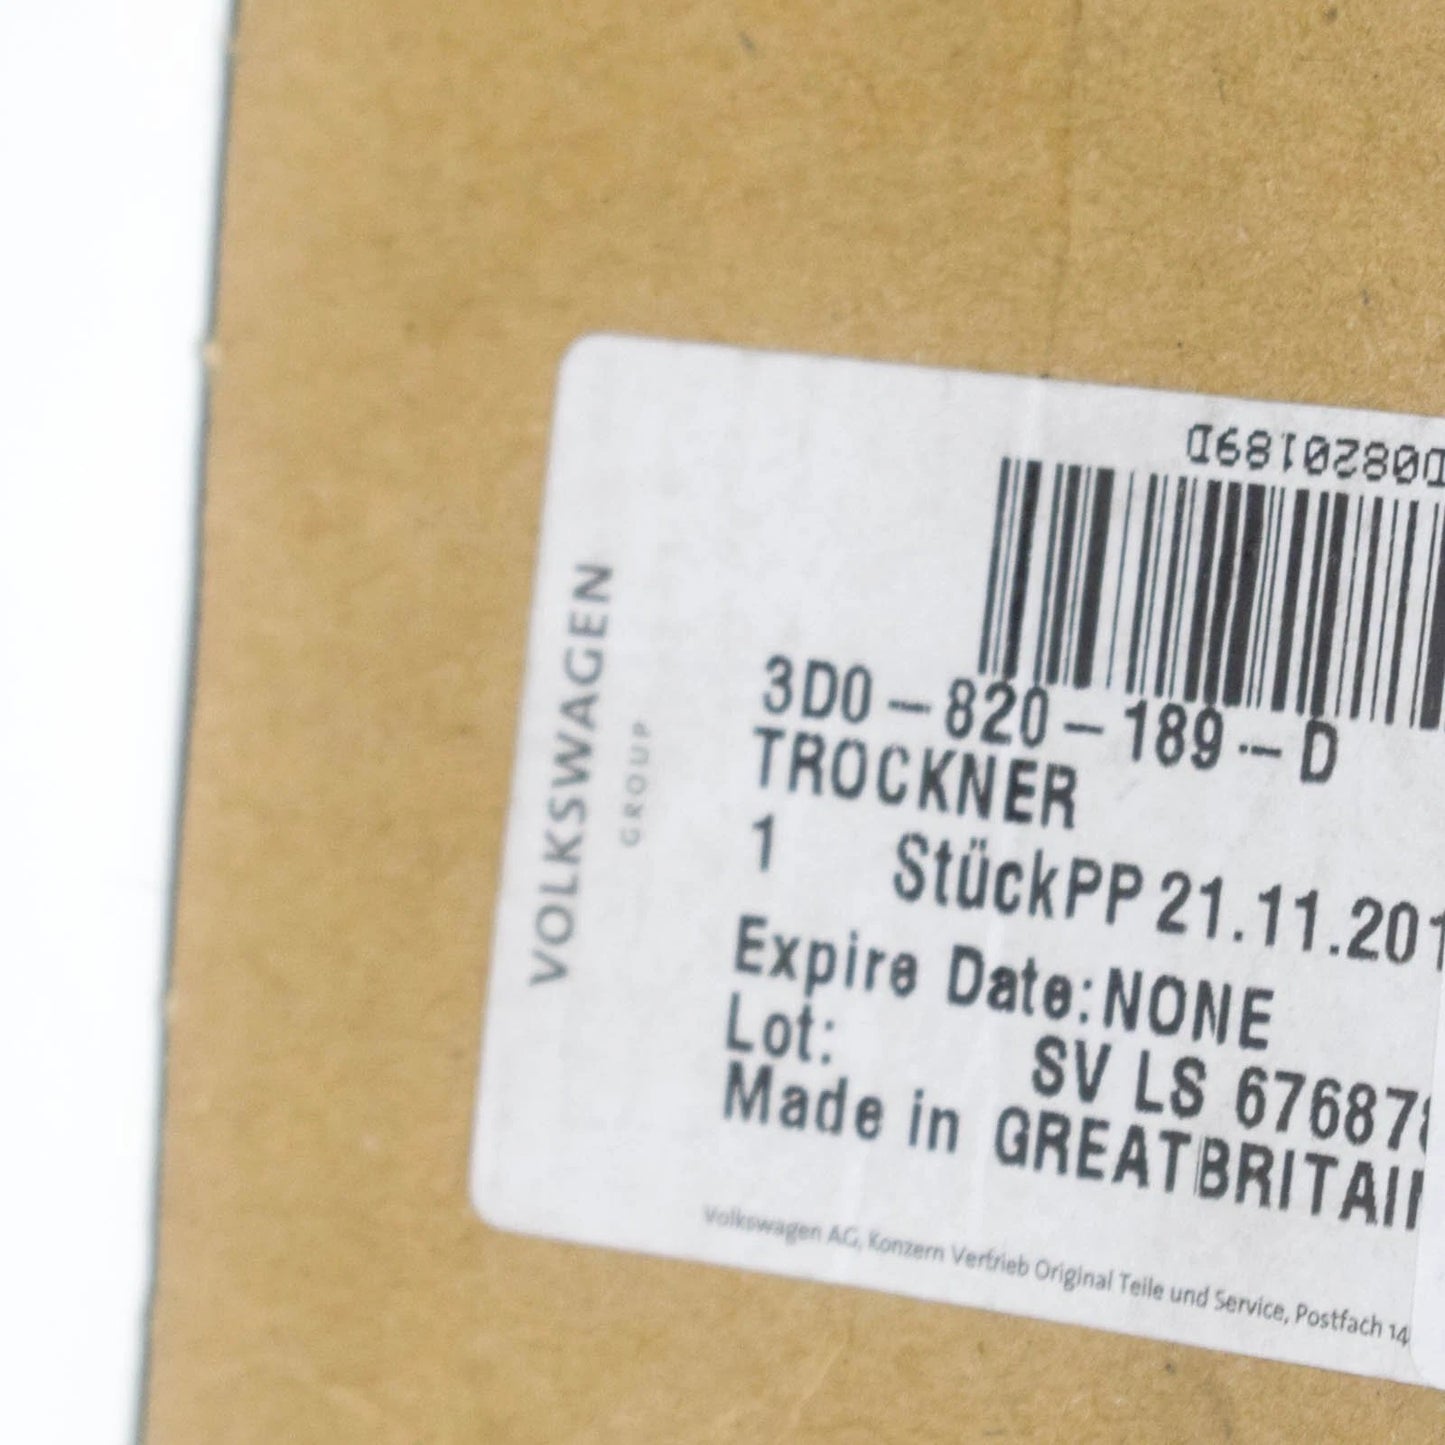 D0820189D
3D0-820-189-D
TROCKNER
1 StückPP 21.11.201
Expire Date:NONE
Lot:
SV LS 67687
Made in GREATBRITAIN
Volkswagen AG, Konzern Vertrieb Original Teile und Service, Postfach 14
VOLKSWAGEN
GROUP